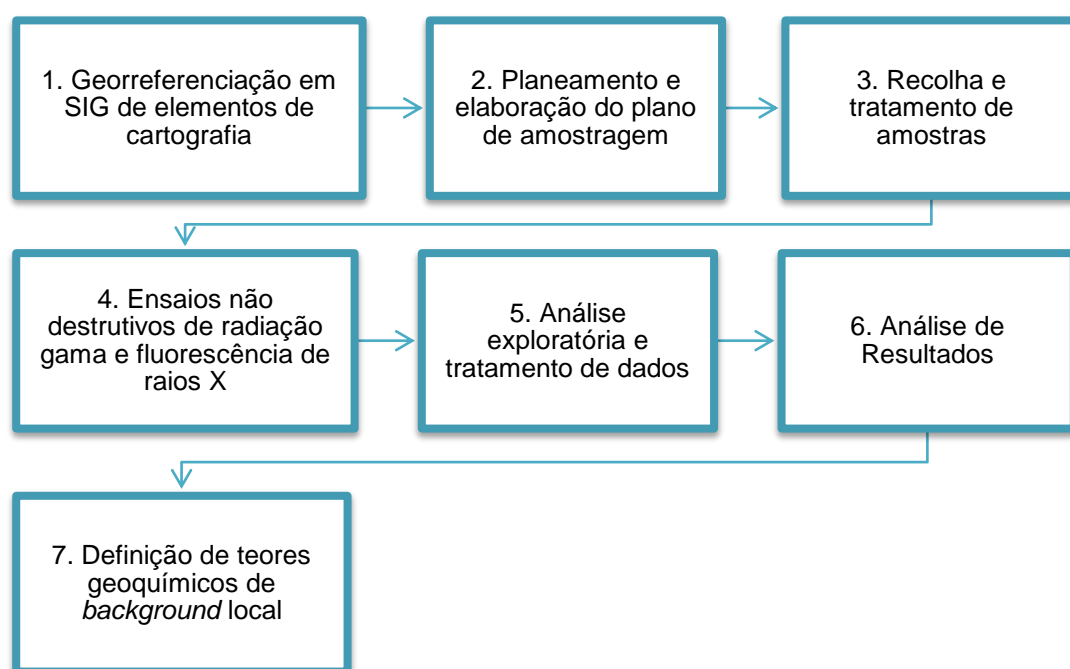 1. Georreferenciação em
SIG de elementos de
cartografia
2. Planeamento e
elaboração do plano
de amostragem
3. Recolha e
tratamento de
amostras
4. Ensaios não
destrutivos de radiação
gama e fluorescência de
raios X
5. Análise
exploratória e
tratamento de dados
6. Análise de
Resultados
7. Definição de teores
geoquímicos de
background local